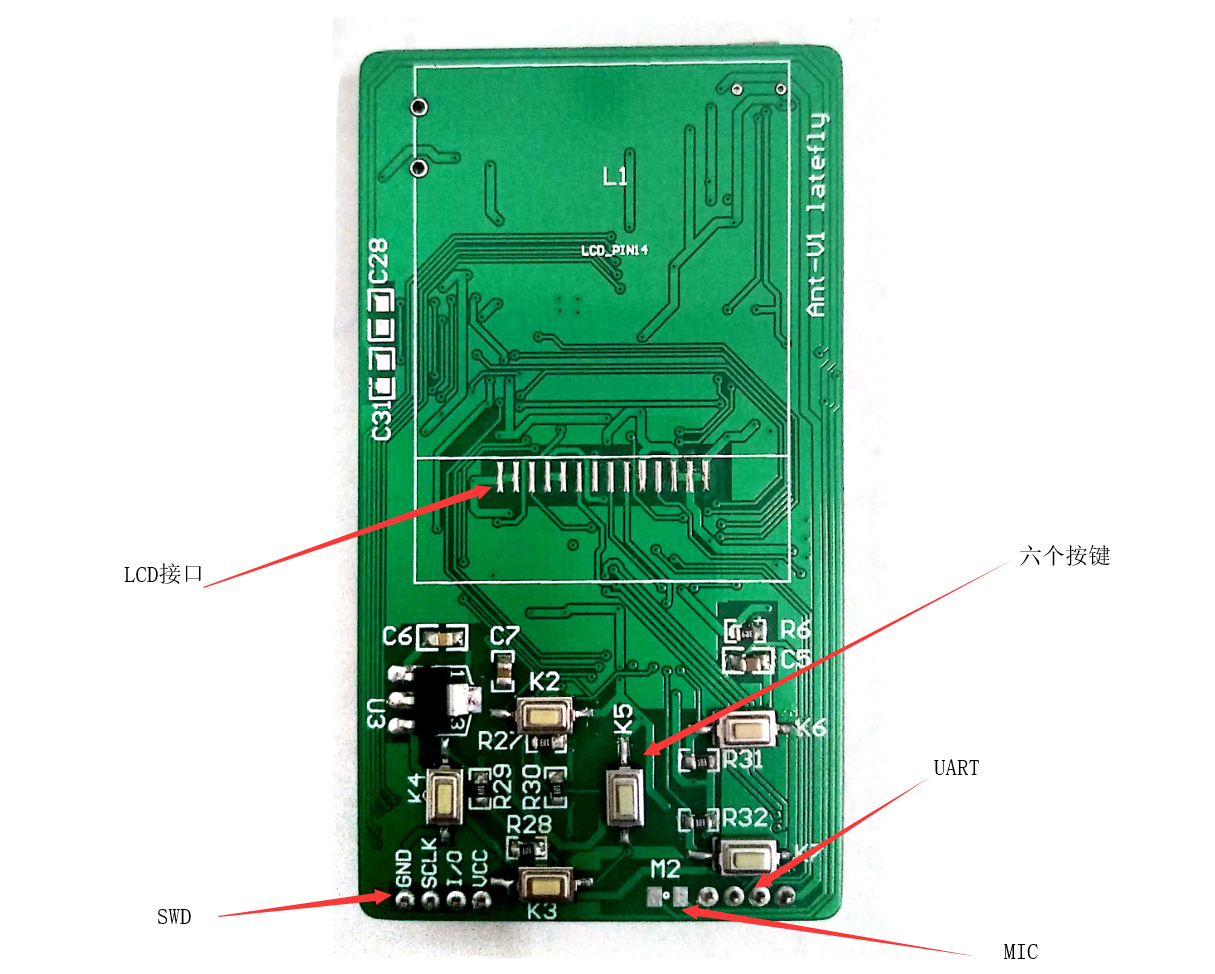 L1
LCD_PIN14
Ant-V1 latefly
C28
C31
LCD接口
六个按键
C6
C7
R6
C5
K2
U3
1
3
K5
K6
R27
R31
K4
R29
R30
UART
R28
R32
M2
GND
SCLK
I/O
VCC
K3
SWD
MIC